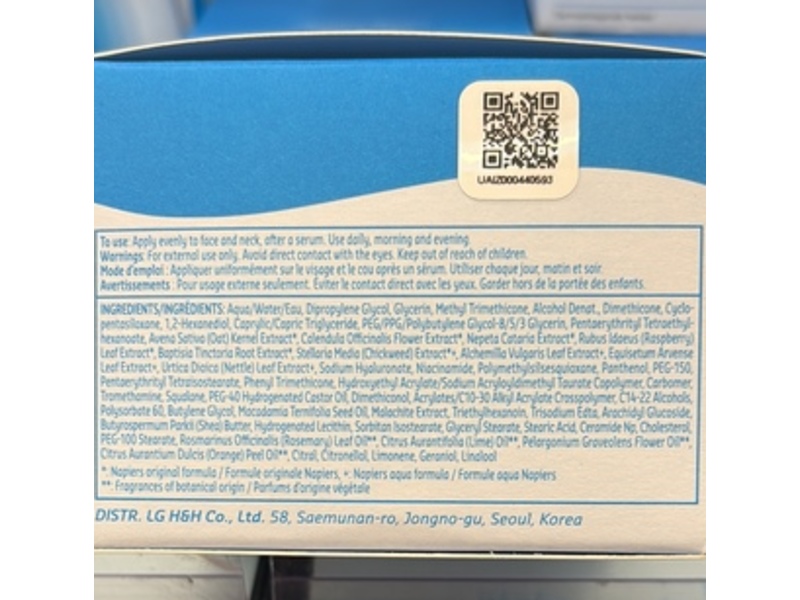 UAIZ000440593
To use: Apply evenly to face and neck, after a serum. Use daily, morning and evening.
Warnings: For external use only. Avoid direct contact with the eyes. Keep out of reach of children.
Mode d'emploi : Appliquer uniformément sur le visage et le cou après un sérum. Utiliser chaque jour, matin et soir.
Avertissements : Pour usage externe seulement. Éviter le contact direct avec les yeux. Garder hors de la portée des enfants.
INGREDIENTS/INGRÉDIENTS: Aqua/Water/Eau, Dipropylene Glycol, Glycerin, Methyl Trimethicone, Alcohol Denat., Dimethicone, Cyclo-
pentasiloxane, 1,2-Hexanediol, Caprylic/Capric Triglyceride, PEG/PPG/Polybutylene Glycol-8/5/3 Glycerin, Pentaerythrityl Tetraethyl-
hexanoate, Avena Sativa (Oat) Kernel Extract*, Calendula Officinalis Flower Extract*, Nepeta Cataria Extract*, Rubus Idaeus (Raspberry)
Leaf Extract*, Baptisia Tinctoria Root Extract*, Stellaria Media (Chickweed) Extract*+, Alchemilla Vulgaris Leaf Extract+, Equisetum Arvense
Leaf Extract+, Urtica Dioica (Nettle) Leaf Extract+, Sodium Hyaluronate, Niacinamide, Polymethylsilsesquioxane, Panthenol, PEG-150,
Pentaerythrityl Tetraisostearate, Phenyl Trimethicone, Hydroxyethyl Acrylate/Sodium Acryloyldimethyl Taurate Copolymer, Carbomer,
Tromethamine, Squalane, PEG-40 Hydrogenated Castor Oil, Dimethiconol, Acrylates/C10-30 Alkyl Acrylate Crosspolymer, C14-22 Alcohols,
Polysorbate 60, Butylene Glycol, Macadamia Ternifolia Seed Oil, Malachite Extract, Triethylhexanoin, Trisodium Edta, Arachidyl Glucoside,
Butyrospermum Parkii (Shea) Butter, Hydrogenated Lecithin, Sorbitan Isostearate, Glyceryl Stearate, Stearic Acid, Ceramide Np, Cholesterol,
PEG-100 Stearate, Rosmarinus Officinalis (Rosemary) Leaf Oil**, Citrus Aurantifolia (Lime) Oil**, Pelargonium Graveolens Flower Oil**,
Citrus Aurantium Dulcis (Orange) Peel Oil**, Citral, Citronellol, Limonene, Geraniol, Linalool
*: Napiers original formula / Formule originale Napiers, +: Napiers aqua formula / Formule aqua Napiers
**: Fragrances of botanical origin / Parfums d'origine végétale
DISTR. LG H&H Co., Ltd. 58, Saemunan-ro, Jongno-gu, Seoul, Korea